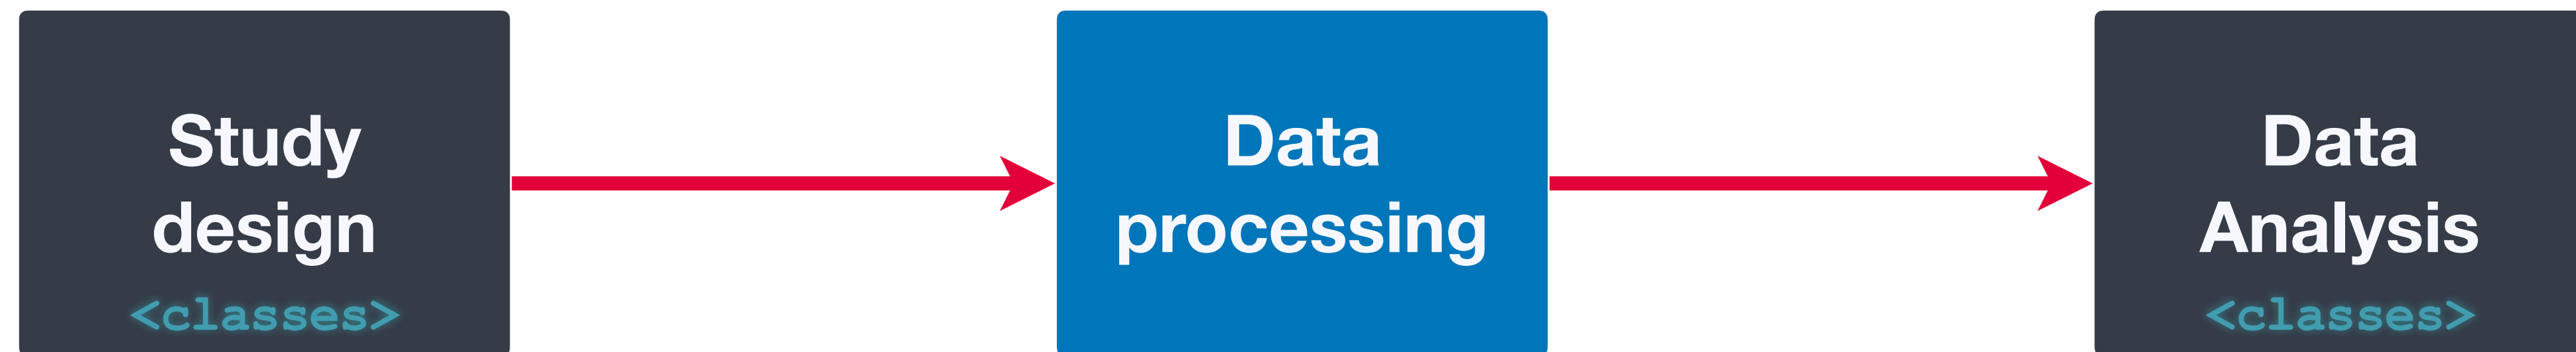 Study
design
<classes>
Data
processing
Data
Analysis
<classes>